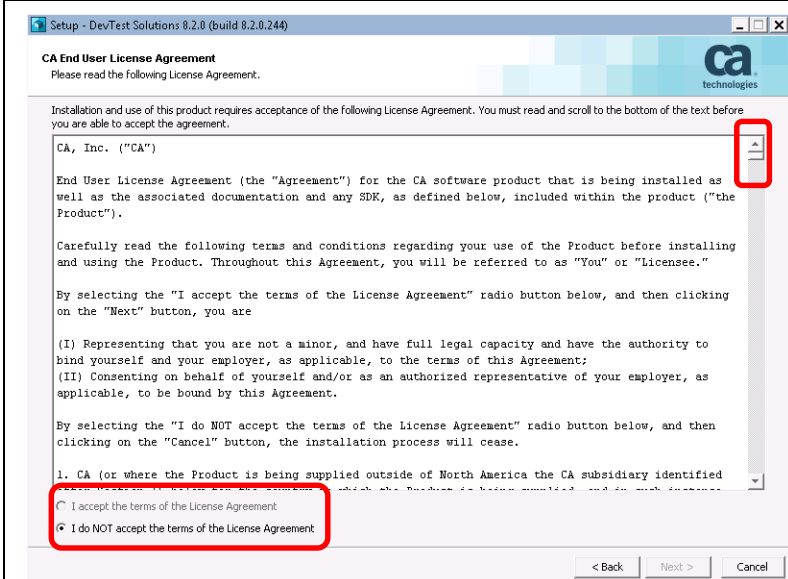 Setup - DevTest Solutions 8.2.0 (build 8.2.0.244)
CA End User License Agreement
Please read the following License Agreement.
ca
technologies
Installation and use of this product requires acceptance of the following License Agreement. You must read and scroll to the bottom of the text before
you are able to accept the agreement.
CA, Inc. ("CA")
End User License Agreement (the "Agreement") for the CA software product that is being installed as
well as the associated documentation and any SDK, as defined below, included within the product ("the
Product").
Carefully read the following terms and conditions regarding your use of the Product before installing
and using the Product. Throughout this Agreement, you will be referred to as "You" or "Licensee."
By selecting the "I accept the terms of the License Agreement" radio button below, and then clicking
on the "Next" button, you are
(I) Representing that you are not a minor, and have full legal capacity and have the authority to
bind yourself and your employer, as applicable, to the terms of this Agreement;
(II) Consenting on behalf of yourself and/or as an authorized representative of your employer, as
applicable, to be bound by this Agreement.
By selecting the "I do NOT accept the terms of the License Agreement" radio button below, and then
clicking on the "Cancel" button, the installation process will cease.
1. CA (or where the Product is being supplied outside of North America the CA subsidiary identified
I accept the terms of the License Agreement
I do NOT accept the terms of the License Agreement
< Back
Next >
Cancel